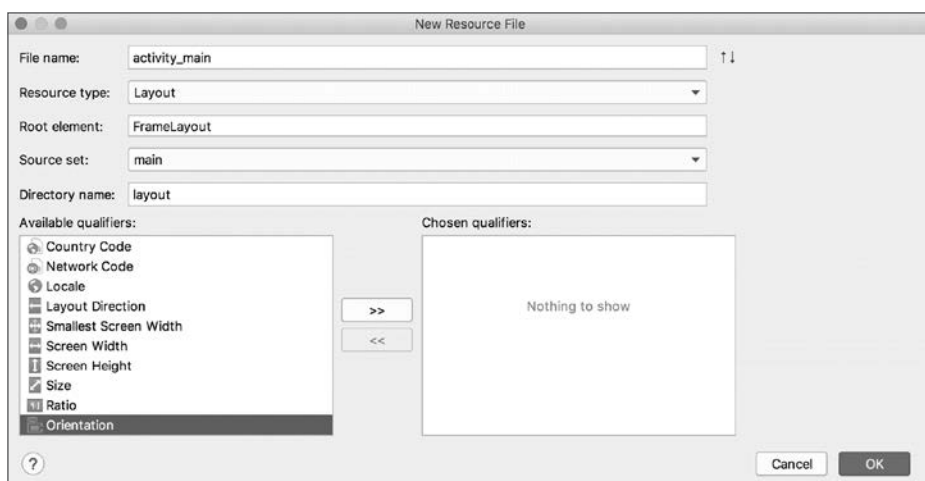 New Resource File
File name: activity_main ↑↓
Resource type: Layout
Root element: FrameLayout
Source set: main
Directory name: layout
Available qualifiers: Chosen qualifiers:
Country Code
Network Code
Locale
Layout Direction
Smallest Screen Width
Screen Width
Screen Height
Size
Ratio
Orientation
>>
<<
Nothing to show
?
Cancel OK